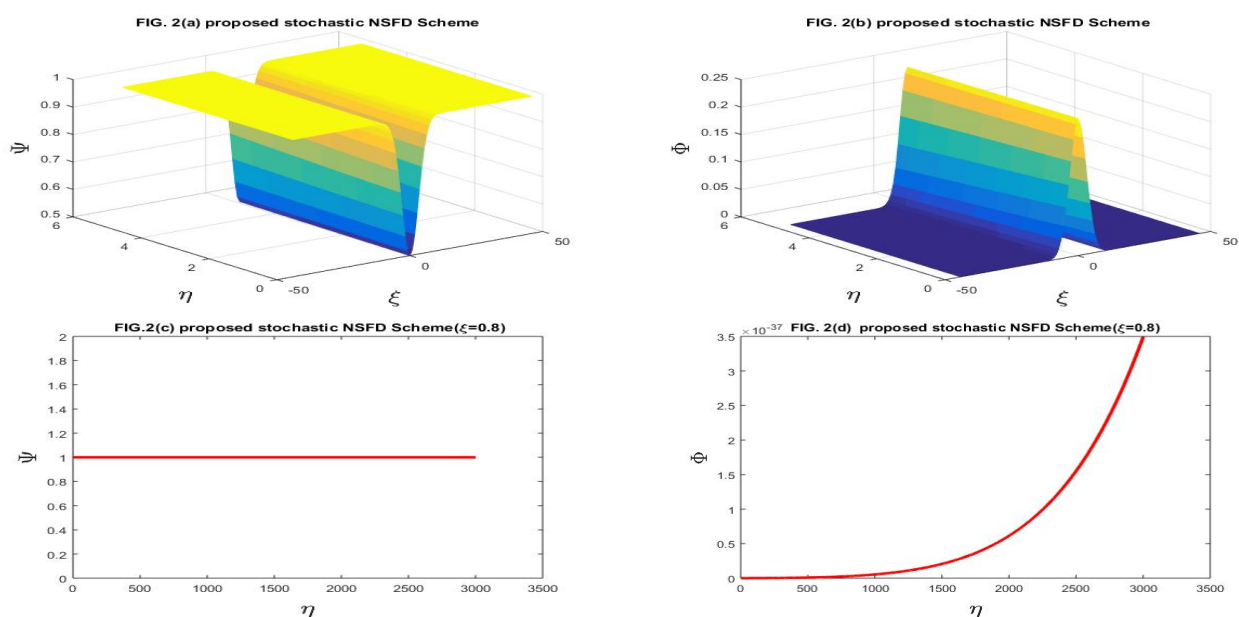 FIG. 2(a) proposed stochastic NSFD Scheme
1
0.9
0.8
0.7
0.6
0.5
Ψ
6
4
2
0
η
-50
0
50
ξ
FIG. 2(b) proposed stochastic NSFD Scheme
0.25
0.2
0.15
0.1
0.05
0
Φ
6
4
2
0
η
-50
0
50
ξ
FIG.2(c) proposed stochastic NSFD Scheme(ξ=0.8)
2
1.8
1.6
1.4
1.2
1
0.8
0.6
0.4
0.2
0
Ψ
0 500 1000 1500 2000 2500 3000 3500
η
×10⁻³⁷ FIG. 2(d) proposed stochastic NSFD Scheme(ξ=0.8)
3.5
3
2.5
2
1.5
1
0.5
0
Φ
0 500 1000 1500 2000 2500 3000 3500
η